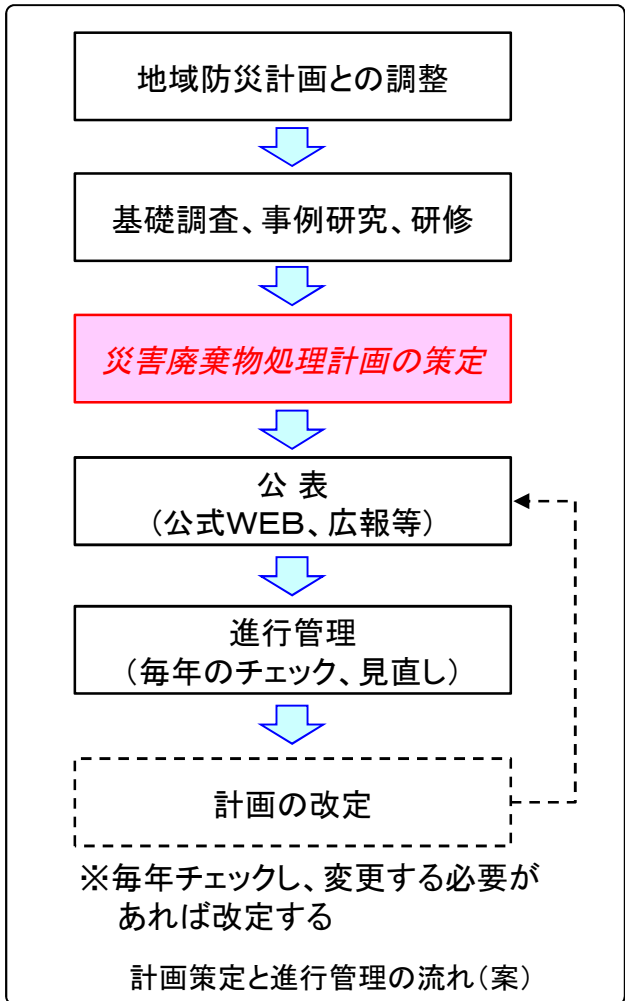 地域防災計画との調整
基礎調査、事例研究、研修
災害廃棄物処理計画の策定
公 表
（公式ＷＥＢ、広報等）
進行管理
（毎年のチェック、見直し）
計画の改定
※毎年チェックし、変更する必要が
あれば改定する
計画策定と進行管理の流れ（案）